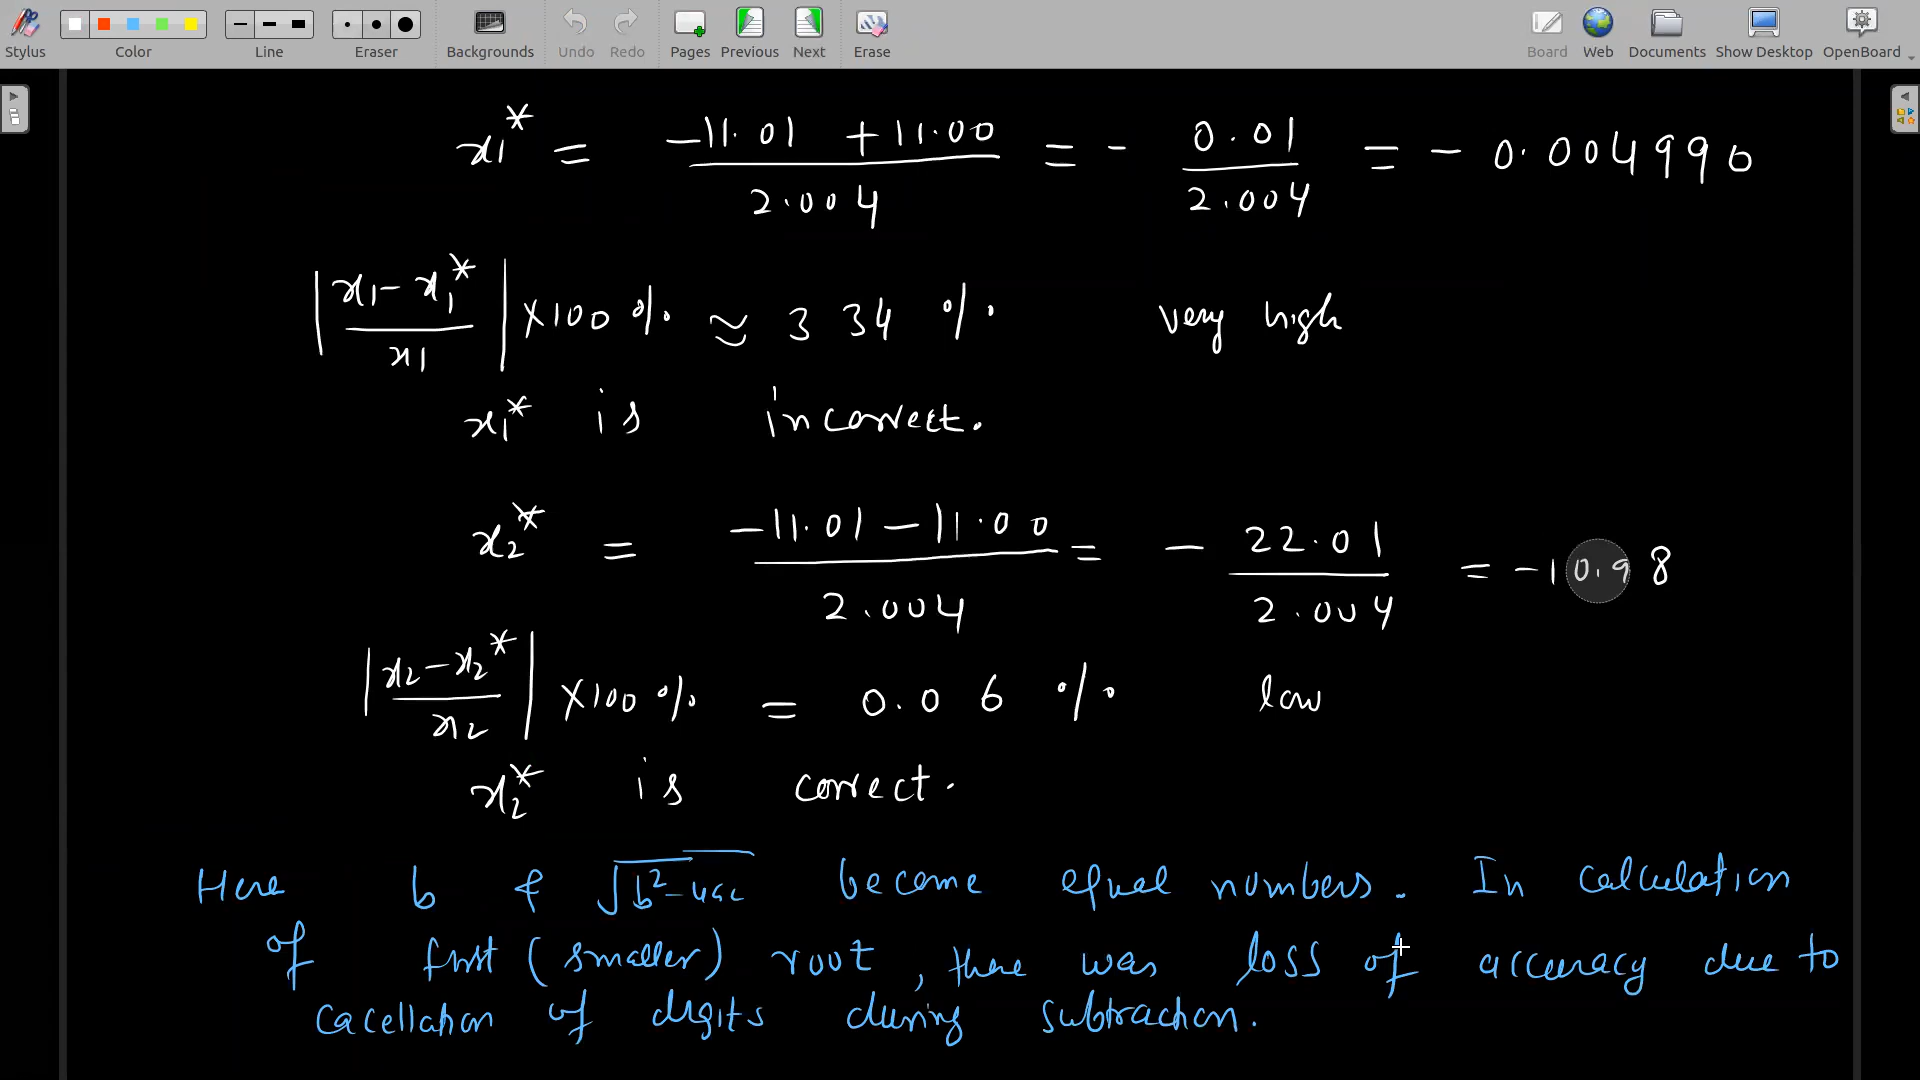 Stylus Color Line Eraser Backgrounds Undo Redo Pages Previous Next Erase Board Web Documents Show Desktop OpenBoard
x₁* = (-11.01 + 11.00)/2.004 = - 0.01/2.004 = - 0.004990
|(x₁ - x₁*)/x₁| × 100 % ≈ 334 % very high
x₁* is incorrect.
x₂* = (-11.01 - 11.00)/2.004 = - 22.01/2.004 = - 10.98
|(x₂ - x₂*)/x₂| × 100 % = 0.06 % low
x₂* is correct.
Here b & √(b² - 4ac) become equal numbers. In calculation
of first (smaller) root, there was loss of accuracy due to
cacellation of digits during subtraction.